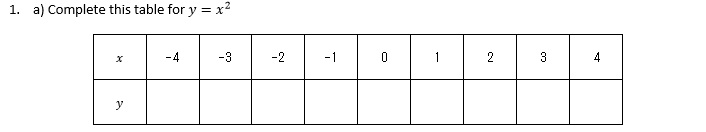 1. a) Complete this table for y = x²
x -4 -3 -2 -1 0 1 2 3 4
y